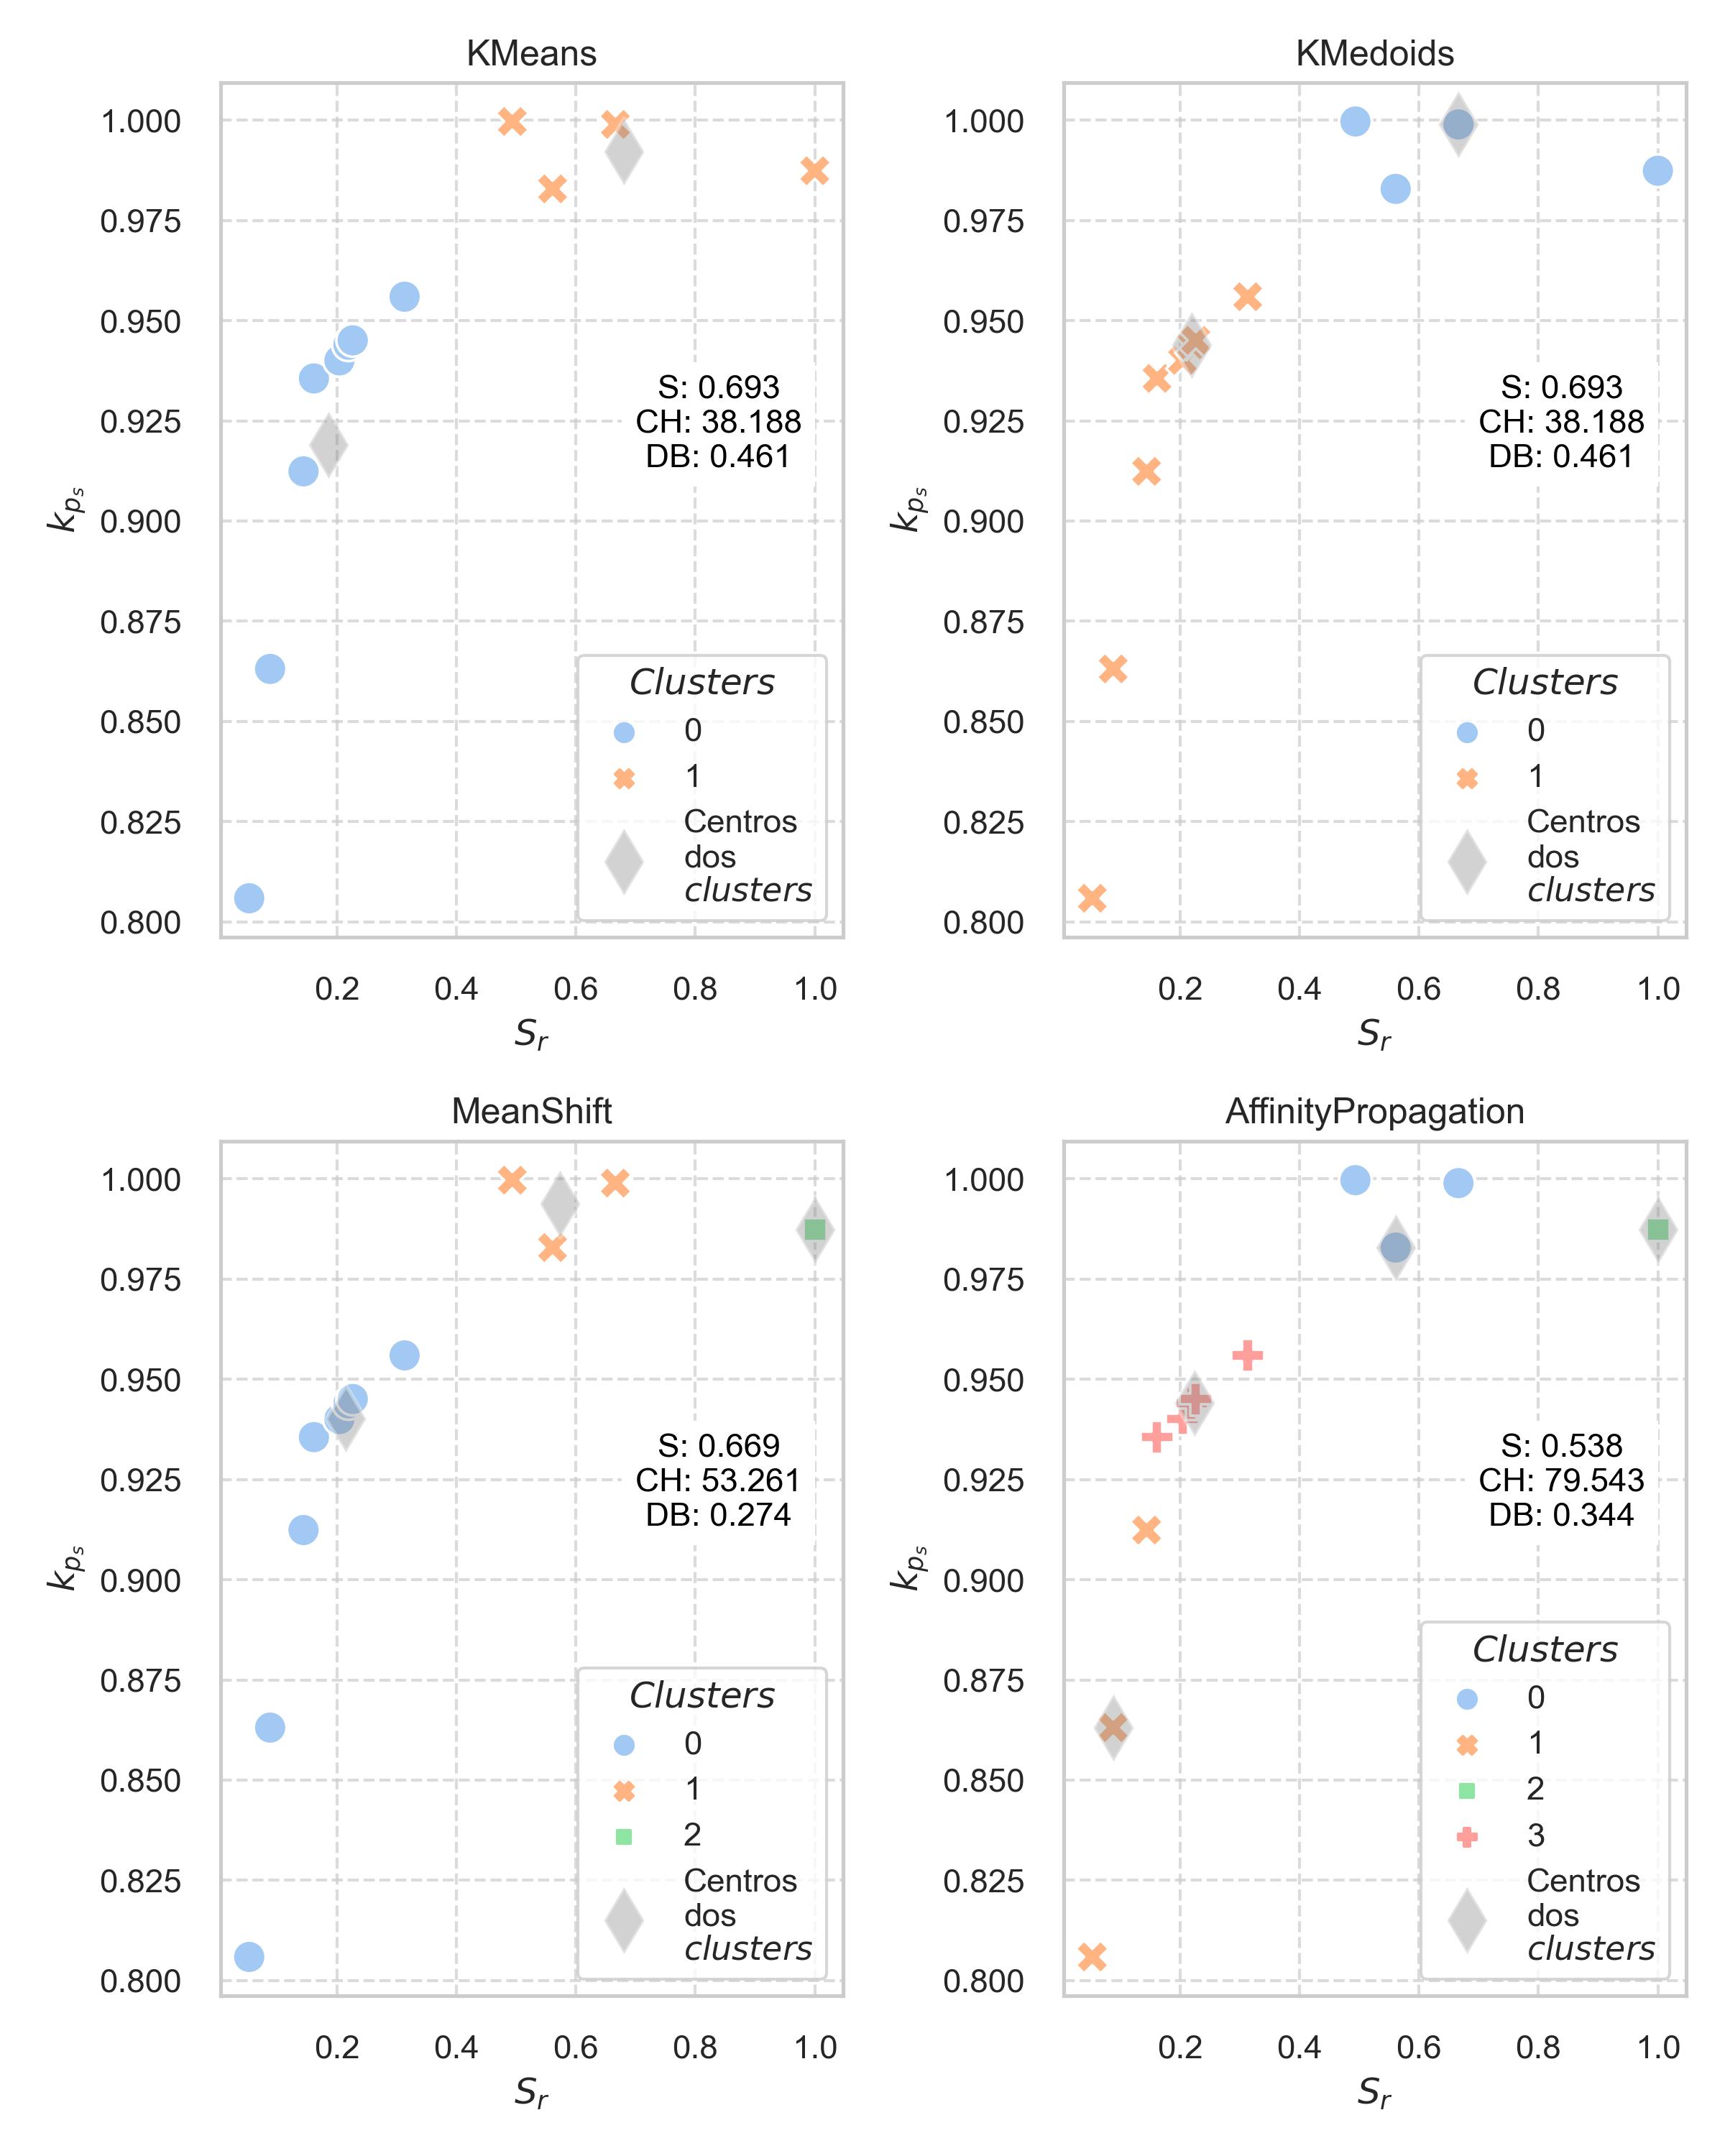 KMeans
1.000
0.975
0.950
0.925
0.900
0.875
0.850
0.825
0.800
k_{p_s}
S: 0.693
CH: 38.188
DB: 0.461
Clusters
0
1
Centros
dos
clusters
0.2 0.4 0.6 0.8 1.0
S_r
KMedoids
1.000
0.975
0.950
0.925
0.900
0.875
0.850
0.825
0.800
k_{p_s}
S: 0.693
CH: 38.188
DB: 0.461
Clusters
0
1
Centros
dos
clusters
0.2 0.4 0.6 0.8 1.0
S_r
MeanShift
1.000
0.975
0.950
0.925
0.900
0.875
0.850
0.825
0.800
k_{p_s}
S: 0.669
CH: 53.261
DB: 0.274
Clusters
0
1
2
Centros
dos
clusters
0.2 0.4 0.6 0.8 1.0
S_r
AffinityPropagation
1.000
0.975
0.950
0.925
0.900
0.875
0.850
0.825
0.800
k_{p_s}
S: 0.538
CH: 79.543
DB: 0.344
Clusters
0
1
2
3
Centros
dos
clusters
0.2 0.4 0.6 0.8 1.0
S_r